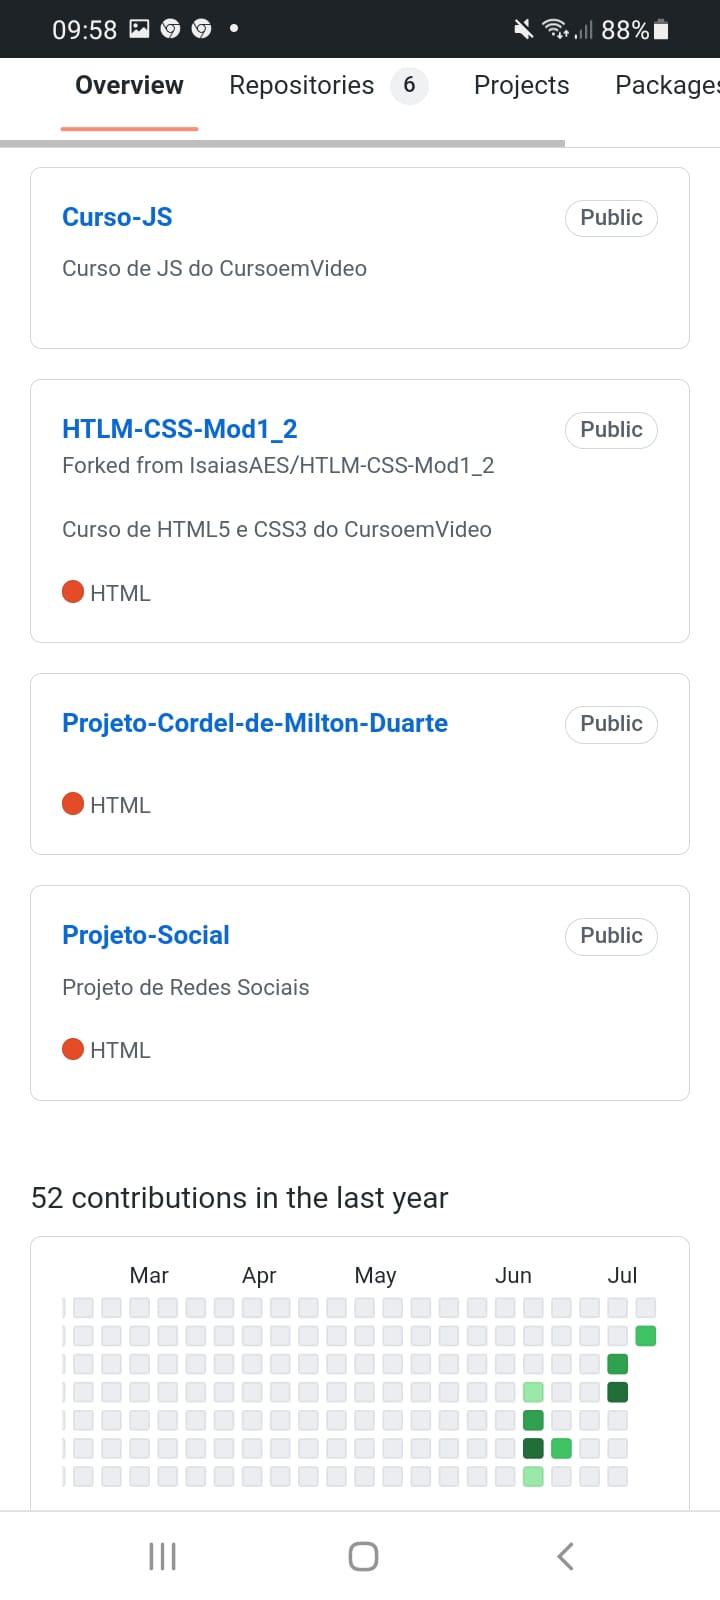 09:58
88%
Overview Repositories 6 Projects Packages
Curso-JS Public
Curso de JS do CursoemVideo
HTLM-CSS-Mod1_2 Public
Forked from IsaiasAES/HTLM-CSS-Mod1_2
Curso de HTML5 e CSS3 do CursoemVideo
HTML
Projeto-Cordel-de-Milton-Duarte Public
HTML
Projeto-Social Public
Projeto de Redes Sociais
HTML
52 contributions in the last year
Mar Apr May Jun Jul